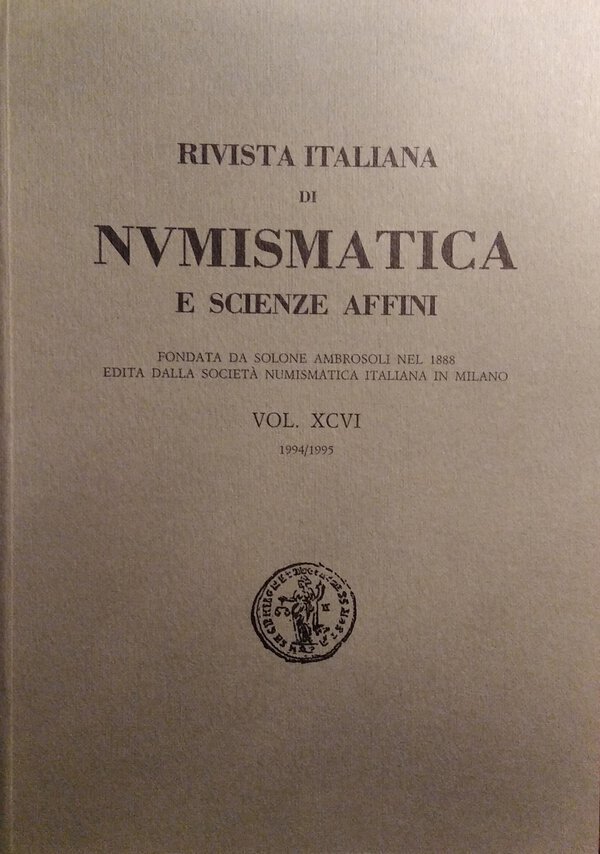 RIVISTA ITALIANA
DI
NVMISMATICA
E SCIENZE AFFINI
FONDATA DA SOLONE AMBROSOLI NEL 1888
EDITA DALLA SOCIETÀ NUMISMATICA ITALIANA IN MILANO
VOL. XCVI
1994/1995